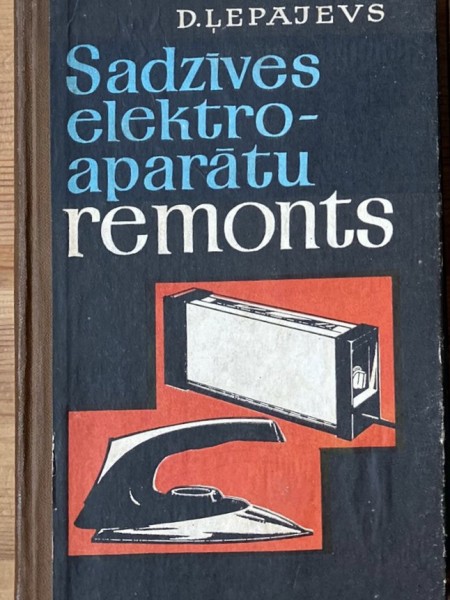 D.ĻEPAJEVS
Sadzīves
elektro-
aparātu
remonts